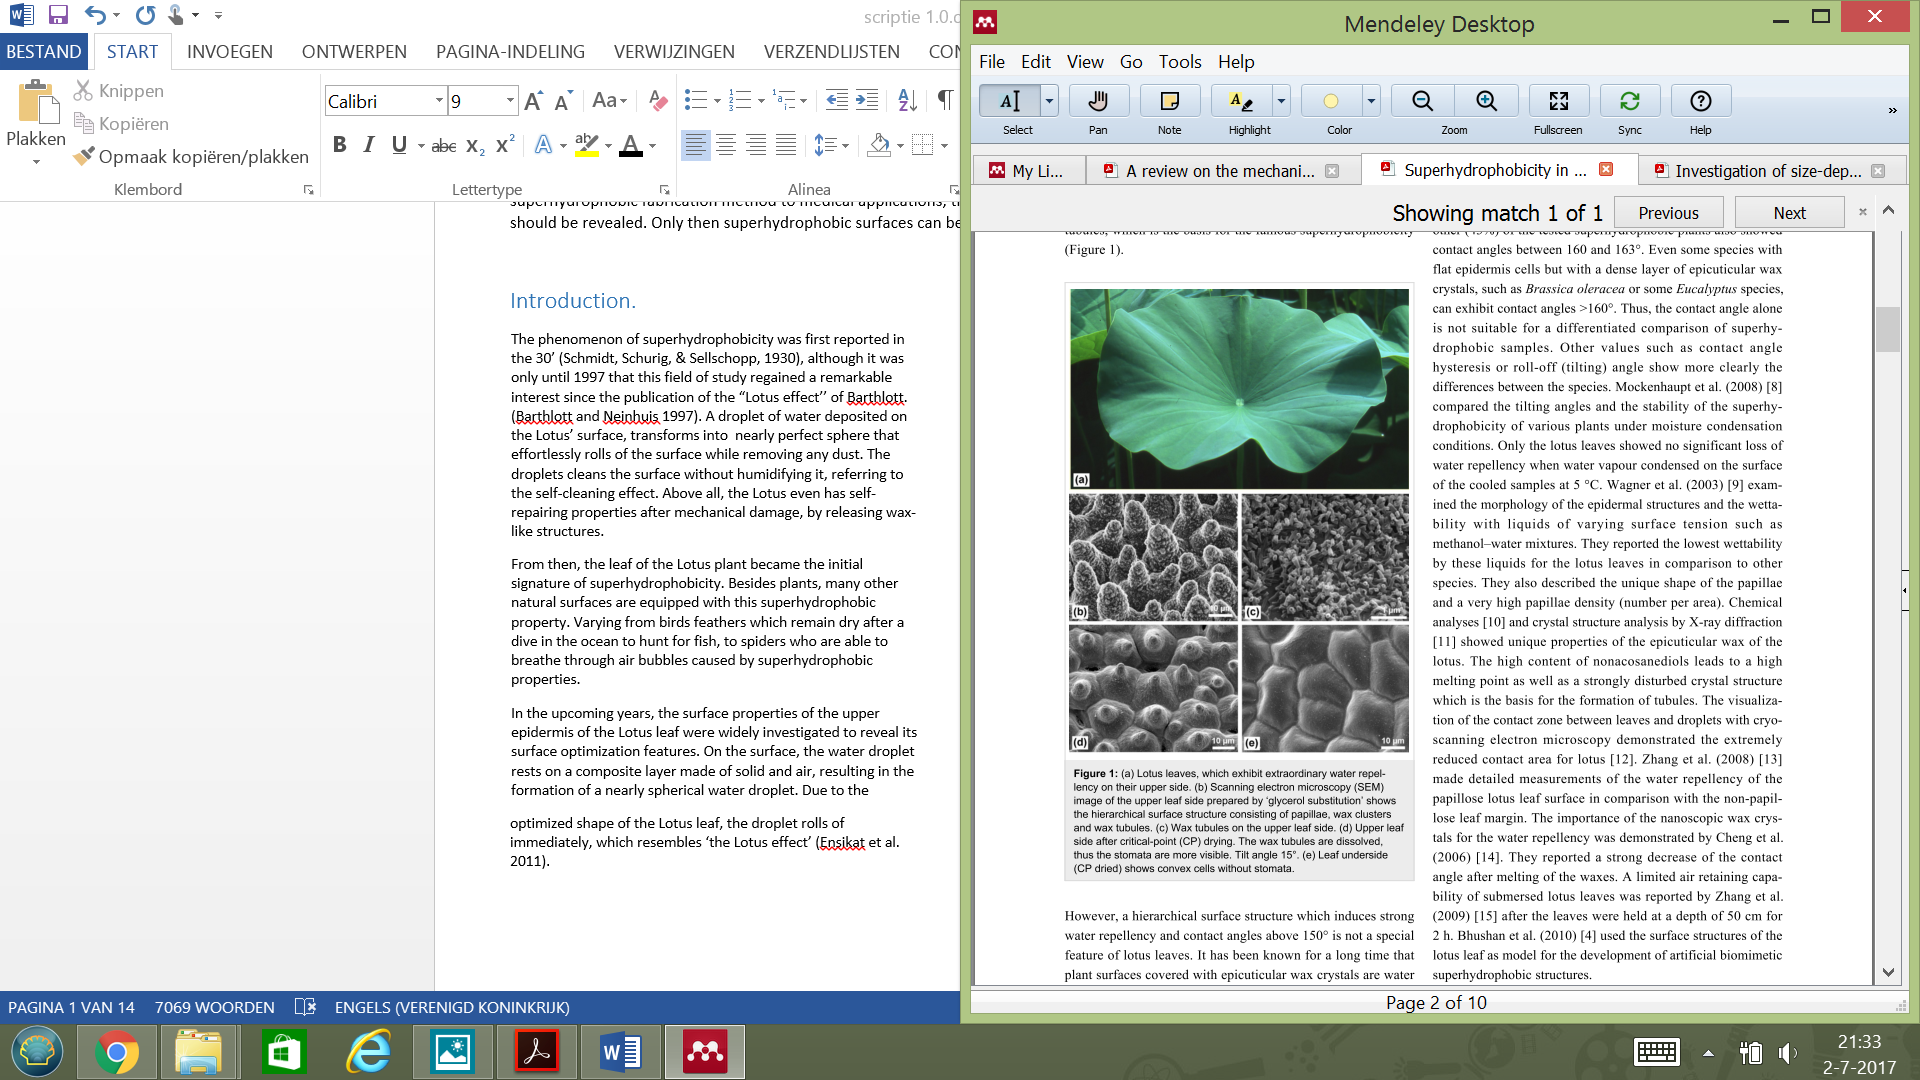 scriptie 1.0.
BESTAND START INVOEGEN ONTWERPEN PAGINA-INDELING VERWIJZINGEN VERZENDLIJSTEN
Plakken
Knippen
Kopiëren
Opmaak kopiëren/plakken
Klembord
Calibri 9
Lettertype
Alinea
should be revealed. Only then superhydrophobic surfaces can be
Introduction.
The phenomenon of superhydrophobicity was first reported in
the 30’ (Schmidt, Schurig, & Sellschopp, 1930), although it was
only until 1997 that this field of study regained a remarkable
interest since the publication of the “Lotus effect’’ of Barthlott.
(Barthlott and Neinhuis 1997). A droplet of water deposited on
the Lotus’ surface, transforms into nearly perfect sphere that
effortlessly rolls of the surface while removing any dust. The
droplets cleans the surface without humidifying it, referring to
the self-cleaning effect. Above all, the Lotus even has self-
repairing properties after mechanical damage, by releasing wax-
like structures.
From then, the leaf of the Lotus plant became the initial
signature of superhydrophobicity. Besides plants, many other
natural surfaces are equipped with this superhydrophobic
property. Varying from birds feathers which remain dry after a
dive in the ocean to hunt for fish, to spiders who are able to
breathe through air bubbles caused by superhydrophobic
properties.
In the upcoming years, the surface properties of the upper
epidermis of the Lotus leaf were widely investigated to reveal its
surface optimization features. On the surface, the water droplet
rests on a composite layer made of solid and air, resulting in the
formation of a nearly spherical water droplet. Due to the
optimized shape of the Lotus leaf, the droplet rolls of
immediately, which resembles ‘the Lotus effect’ (Ensikat et al.
2011).
PAGINA 1 VAN 14 7069 WOORDEN ENGELS (VERENIGD KONINKRIJK)
Mendeley Desktop
File Edit View Go Tools Help
Select Pan Note Highlight Color Zoom Fullscreen Sync Help
My Li...
A review on the mechani...
Superhydrophobicity in ...
Investigation of size-dep...
Showing match 1 of 1 Previous Next
(Figure 1).
(a)
(b) 10 µm
(c) 1 µm
(d) 10 µm
(e) 10 µm
Figure 1: (a) Lotus leaves, which exhibit extraordinary water repel-
lency on their upper side. (b) Scanning electron microscopy (SEM)
image of the upper leaf side prepared by ‘glycerol substitution’ shows
the hierarchical surface structure consisting of papillae, wax clusters
and wax tubules. (c) Wax tubules on the upper leaf side. (d) Upper leaf
side after critical-point (CP) drying. The wax tubules are dissolved,
thus the stomata are more visible. Tilt angle 15°. (e) Leaf underside
(CP dried) shows convex cells without stomata.
However, a hierarchical surface structure which induces strong
water repellency and contact angles above 150° is not a special
feature of lotus leaves. It has been known for a long time that
plant surfaces covered with epicuticular wax crystals are water
contact angles between 160 and 163°. Even some species with
flat epidermis cells but with a dense layer of epicuticular wax
crystals, such as Brassica oleracea or some Eucalyptus species,
can exhibit contact angles >160°. Thus, the contact angle alone
is not suitable for a differentiated comparison of superhy-
drophobic samples. Other values such as contact angle
hysteresis or roll-off (tilting) angle show more clearly the
differences between the species. Mockenhaupt et al. (2008) [8]
compared the tilting angles and the stability of the superhy-
drophobicity of various plants under moisture condensation
conditions. Only the lotus leaves showed no significant loss of
water repellency when water vapour condensed on the surface
of the cooled samples at 5 °C. Wagner et al. (2003) [9] exam-
ined the morphology of the epidermal structures and the wetta-
bility with liquids of varying surface tension such as
methanol–water mixtures. They reported the lowest wettability
by these liquids for the lotus leaves in comparison to other
species. They also described the unique shape of the papillae
and a very high papillae density (number per area). Chemical
analyses [10] and crystal structure analysis by X-ray diffraction
[11] showed unique properties of the epicuticular wax of the
lotus. The high content of nonacosanediols leads to a high
melting point as well as a strongly disturbed crystal structure
which is the basis for the formation of tubules. The visualiza-
tion of the contact zone between leaves and droplets with cryo-
scanning electron microscopy demonstrated the extremely
reduced contact area for lotus [12]. Zhang et al. (2008) [13]
made detailed measurements of the water repellency of the
papillose lotus leaf surface in comparison with the non-papil-
lose leaf margin. The importance of the nanoscopic wax crys-
tals for the water repellency was demonstrated by Cheng et al.
(2006) [14]. They reported a strong decrease of the contact
angle after melting of the waxes. A limited air retaining capa-
bility of submersed lotus leaves was reported by Zhang et al.
(2009) [15] after the leaves were held at a depth of 50 cm for
2 h. Bhushan et al. (2010) [4] used the surface structures of the
lotus leaf as model for the development of artificial biomimetic
superhydrophobic structures.
Page 2 of 10
21:33
2-7-2017